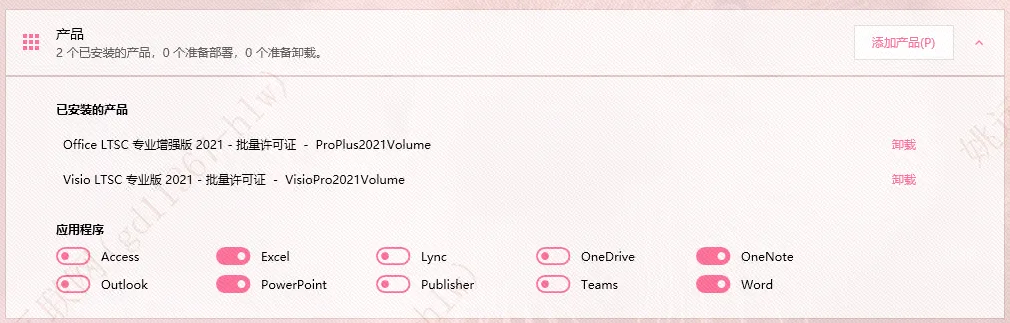 产品
2 个已安装的产品，0 个准备部署，0 个准备卸载。
添加产品(P)
已安装的产品
Office LTSC 专业增强版 2021 - 批量许可证 - ProPlus2021Volume
卸载
Visio LTSC 专业版 2021 - 批量许可证 - VisioPro2021Volume
卸载
应用程序
Access Excel Lync OneDrive OneNote
Outlook PowerPoint Publisher Teams Word